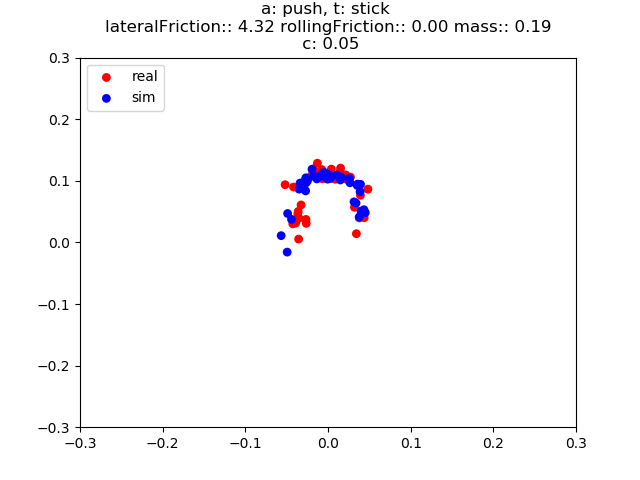 a: push, t: stick
lateralFriction:: 4.32 rollingFriction:: 0.00 mass:: 0.19
c: 0.05
real
sim
0.3
0.2
0.1
0.0
−0.1
−0.2
−0.3
−0.3 −0.2 −0.1 0.0 0.1 0.2 0.3